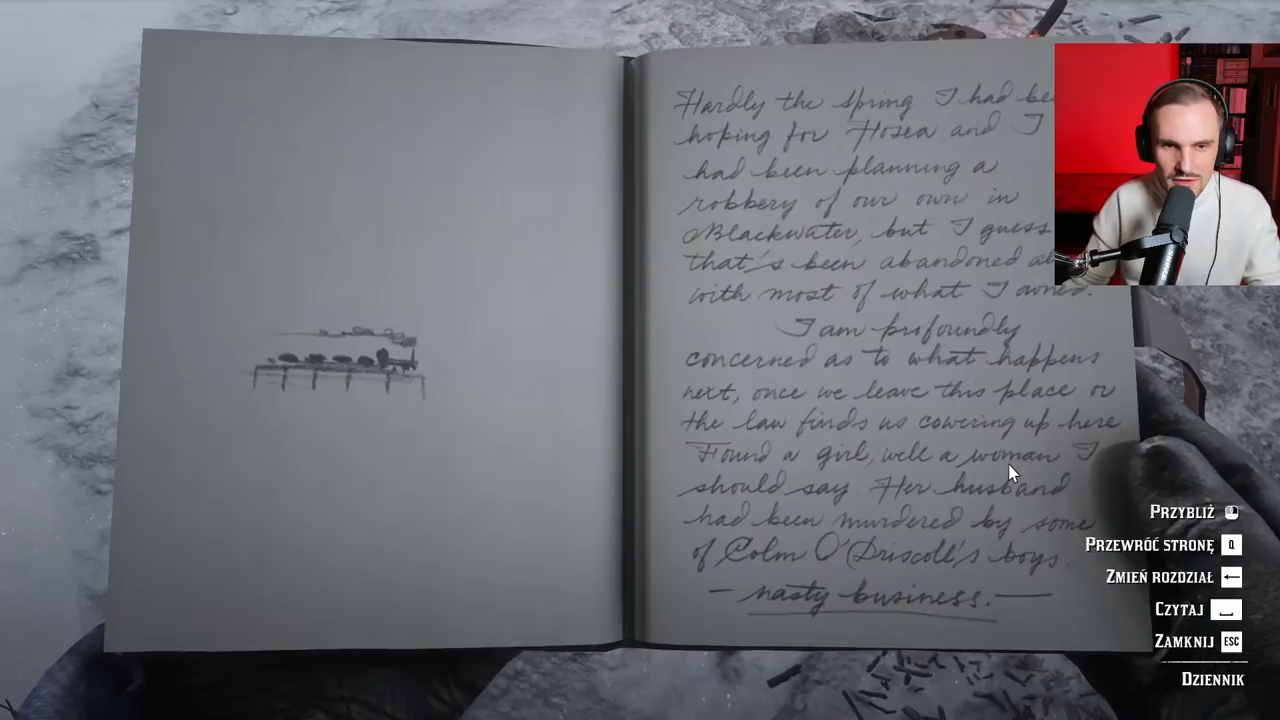 Hardly the spring I had
hoping for Hosea and I
had been planning a
robbery of our own in
Blackwater, but I guess
that's been abandoned
with most of what I owned.
I am profoundly
concerned as to what happens
next, once we leave this place or
the law finds us cowering up here
Found a girl, well a woman I
should say Her husband
had been murdered by some
of Colm O'Driscoll's boys.
— nasty business. —
PRZYBLIŻ
PRZEWRÓĆ STRONĘ Q
ZMIEŃ ROZDZIAŁ ←
CZYTAJ
ZAMKNIJ ESC
DZIENNIK